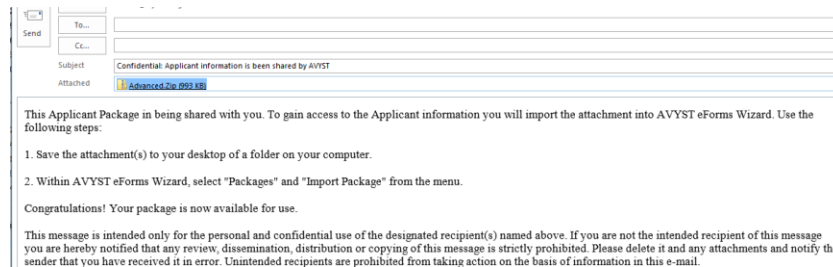 To...
Send
Cc...
Subject Confidential: Applicant information is been shared by AVYST
Attached Advanced.Zip (993 KB)
This Applicant Package in being shared with you. To gain access to the Applicant information you will import the attachment into AVYST eForms Wizard. Use the
following steps:
1. Save the attachment(s) to your desktop of a folder on your computer.
2. Within AVYST eForms Wizard, select "Packages" and "Import Package" from the menu.
Congratulations! Your package is now available for use.
This message is intended only for the personal and confidential use of the designated recipient(s) named above. If you are not the intended recipient of this message
you are hereby notified that any review, dissemination, distribution or copying of this message is strictly prohibited. Please delete it and any attachments and notify th
sender that you have received it in error. Unintended recipients are prohibited from taking action on the basis of information in this e-mail.